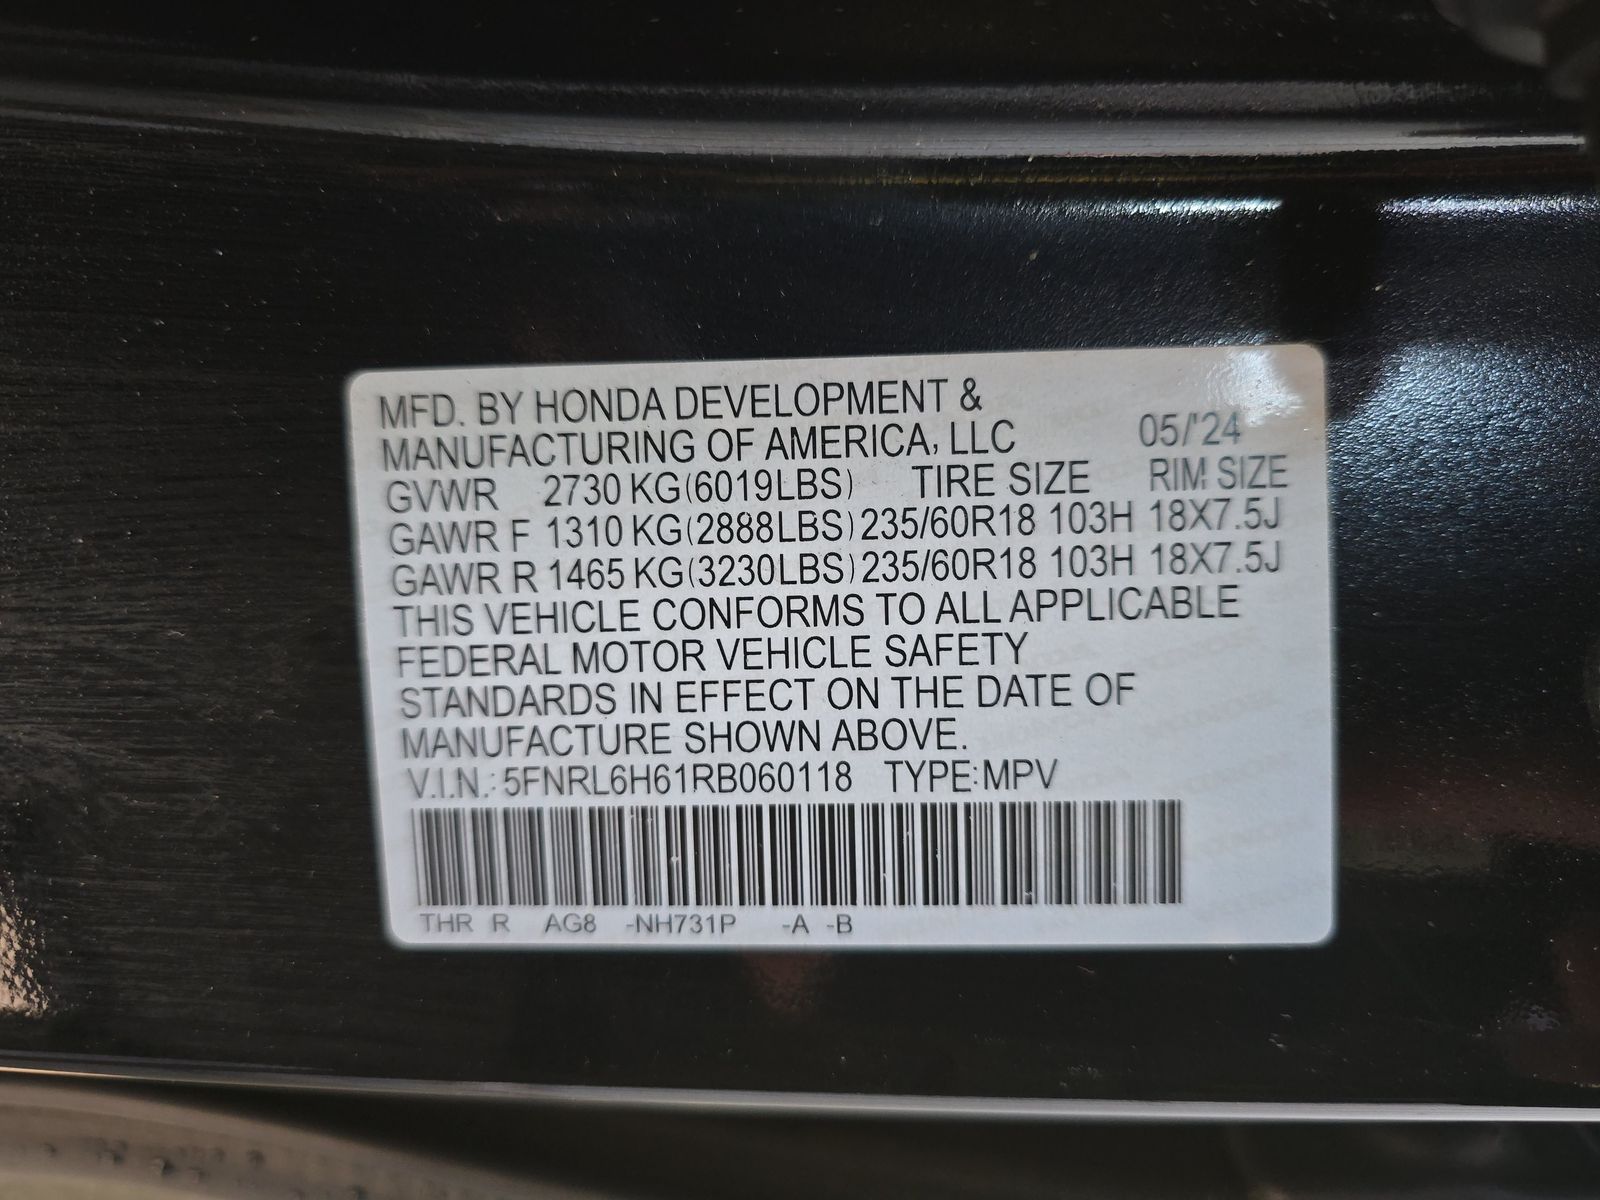 MFD. BY HONDA DEVELOPMENT &
MANUFACTURING OF AMERICA, LLC 05/'24
GVWR 2730 KG(6019LBS) TIRE SIZE RIM SIZE
GAWR F 1310 KG(2888LBS) 235/60R18 103H 18X7.5J
GAWR R 1465 KG(3230LBS) 235/60R18 103H 18X7.5J
THIS VEHICLE CONFORMS TO ALL APPLICABLE
FEDERAL MOTOR VEHICLE SAFETY
STANDARDS IN EFFECT ON THE DATE OF
MANUFACTURE SHOWN ABOVE.
V.I.N.: 5FNRL6H61RB060118 TYPE:MPV
THR R AG8 -NH731P -A -B